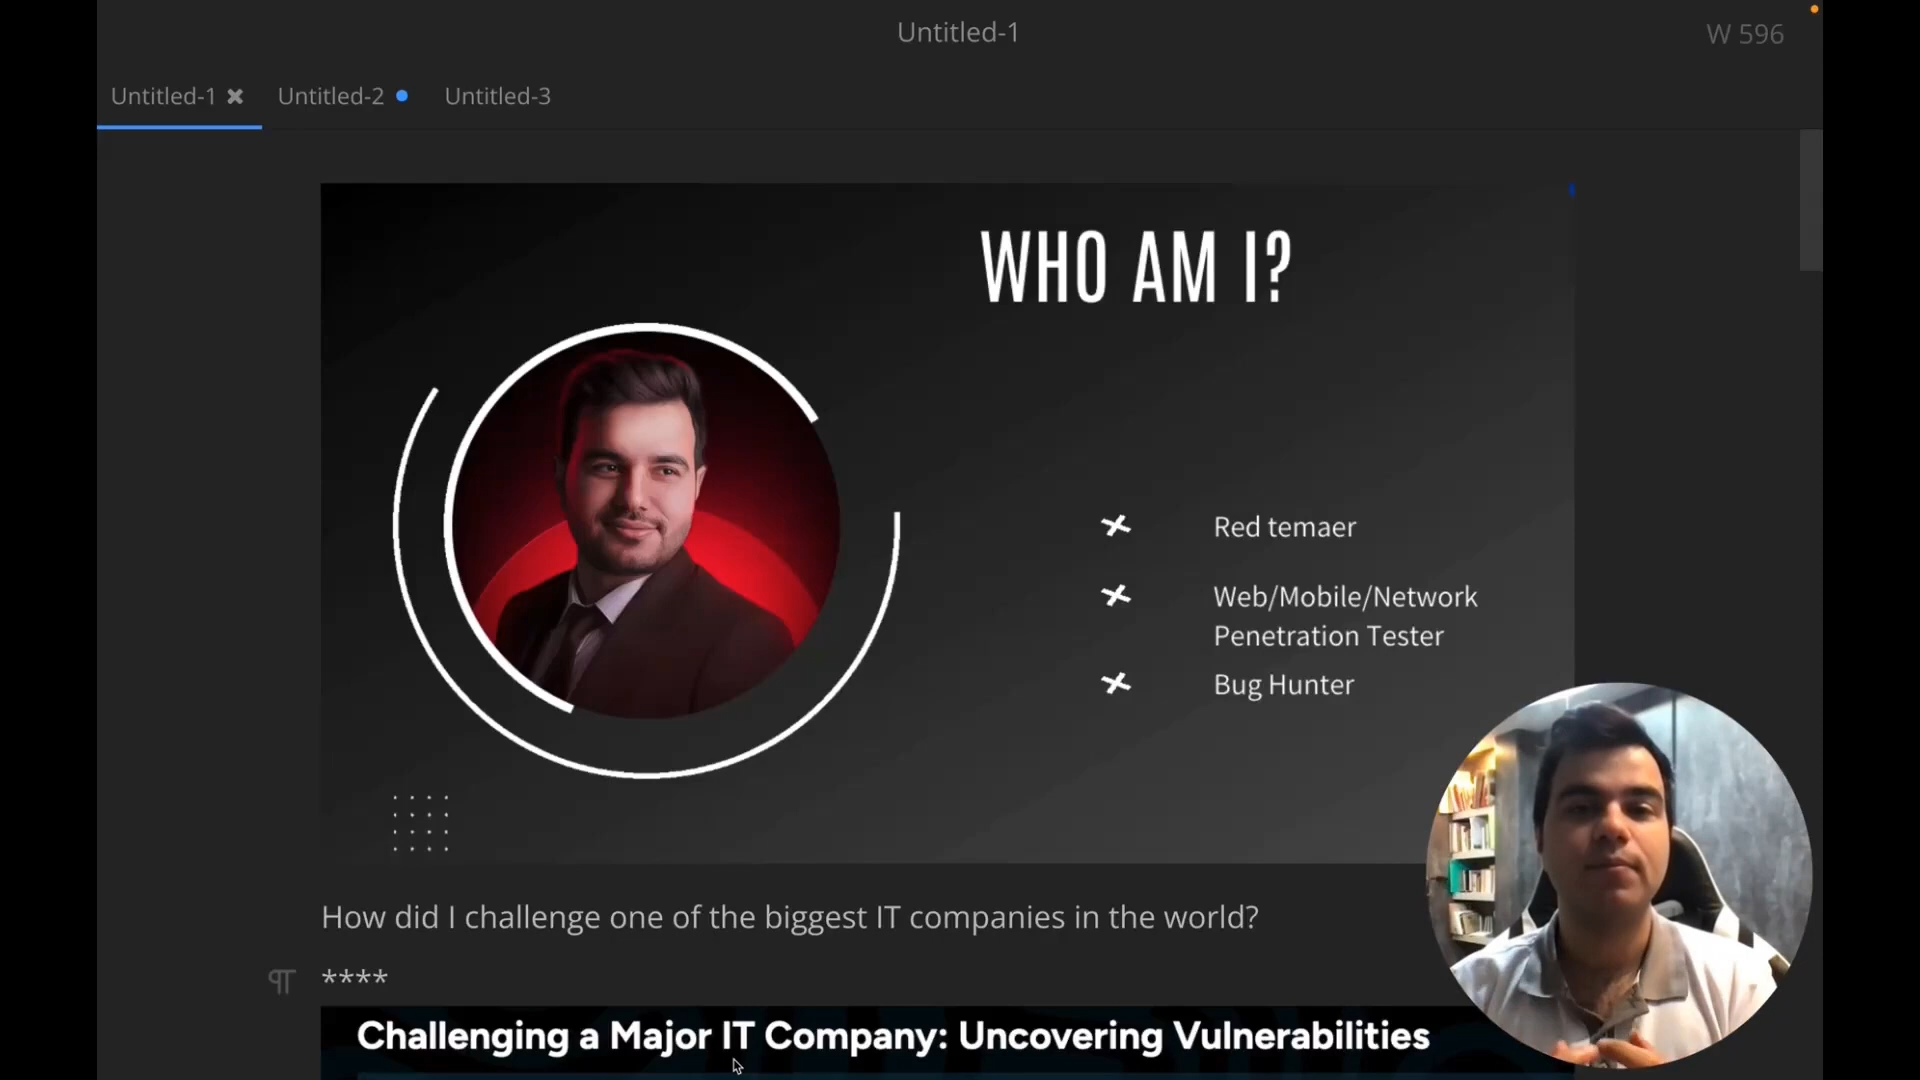 Untitled-1
W 596
Untitled-1
Untitled-2
Untitled-3
WHO AM I?
Red temaer
Web/Mobile/Network
Penetration Tester
Bug Hunter
How did I challenge one of the biggest IT companies in the world?
****
Challenging a Major IT Company: Uncovering Vulnerabilities